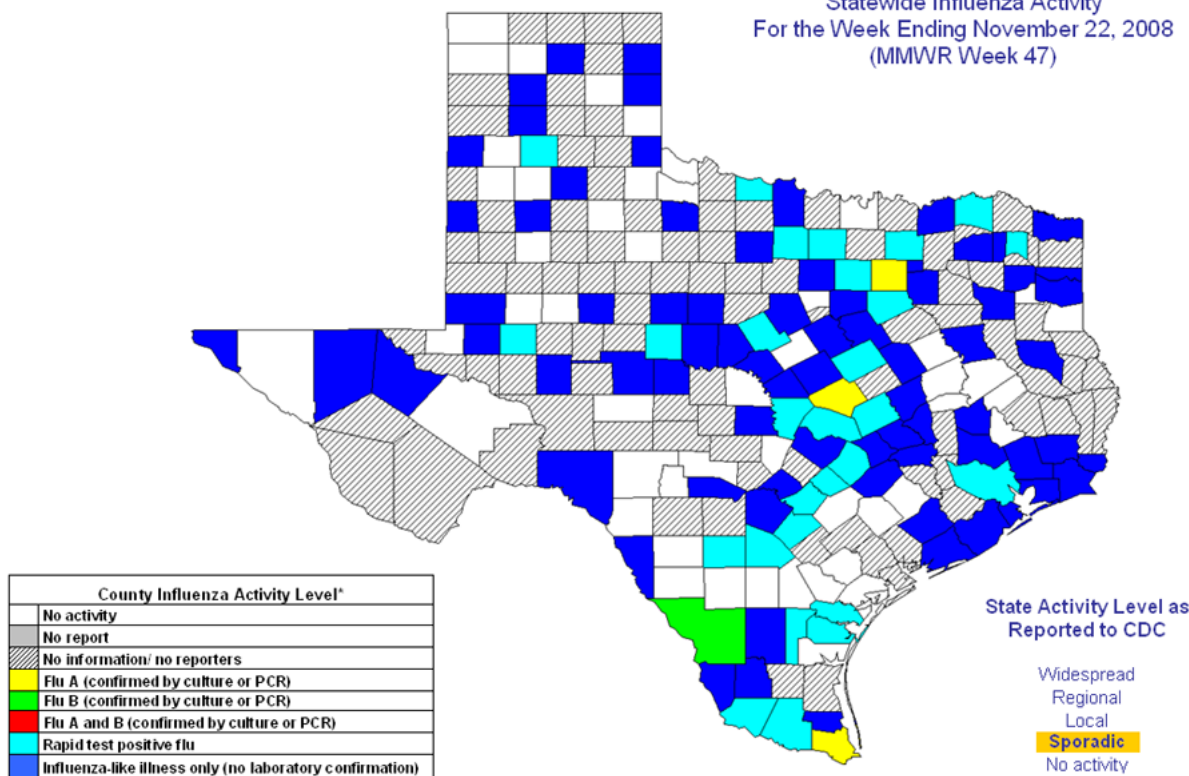 Statewide Influenza Activity
For the Week Ending November 22, 2008
(MMWR Week 47)
County Influenza Activity Level*
No activity
No report
No information/ no reporters
Flu A (confirmed by culture or PCR)
Flu B (confirmed by culture or PCR)
Flu A and B (confirmed by culture or PCR)
Rapid test positive flu
Influenza-like illness only (no laboratory confirmation)
State Activity Level as
Reported to CDC
Widespread
Regional
Local
Sporadic
No activity